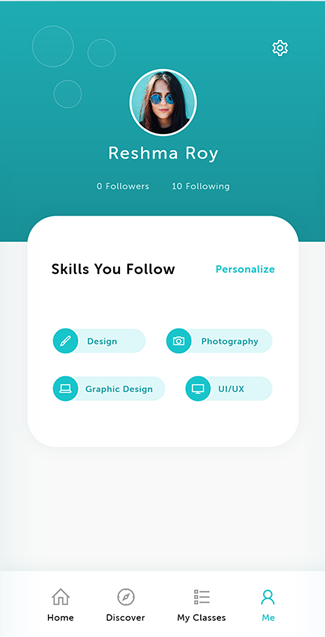 Reshma Roy
0 Followers 10 Following
Skills You Follow Personalize
Design Photography
Graphic Design UI/UX
Home Discover My Classes Me